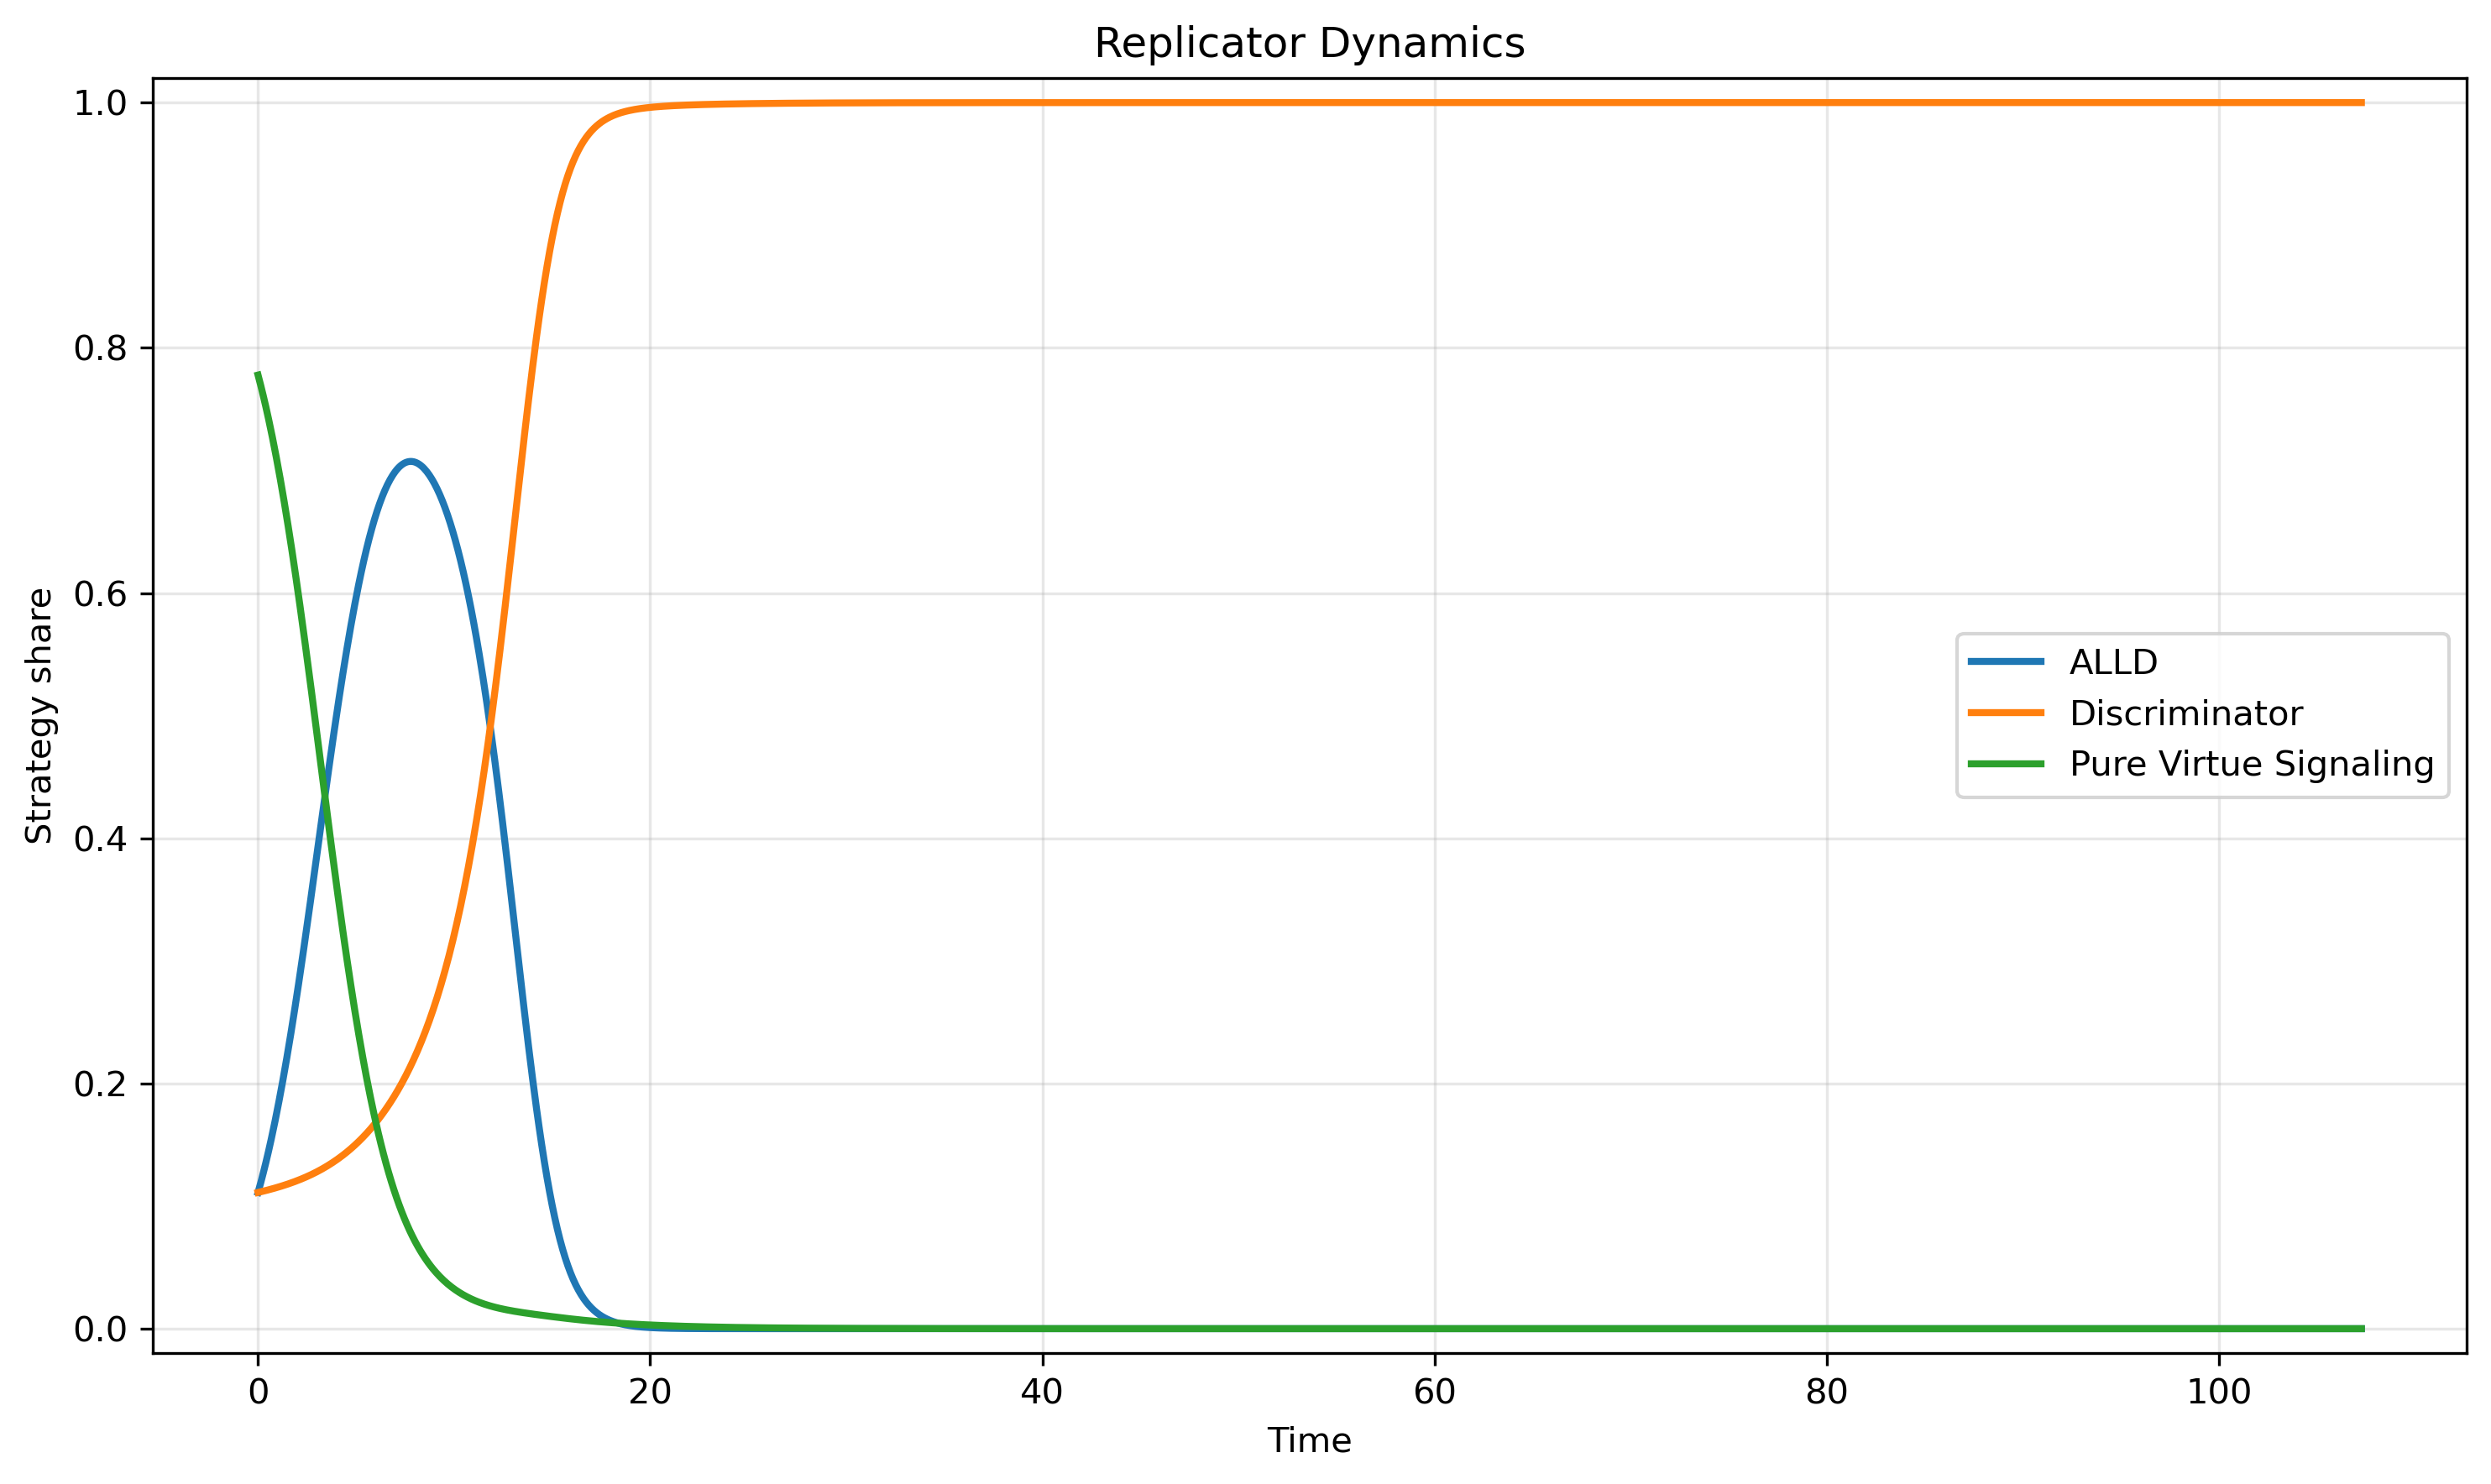 Replicator Dynamics
1.0
0.8
0.6
0.4
0.2
0.0
Strategy share
ALLD
Discriminator
Pure Virtue Signaling
0 20 40 60 80 100
Time